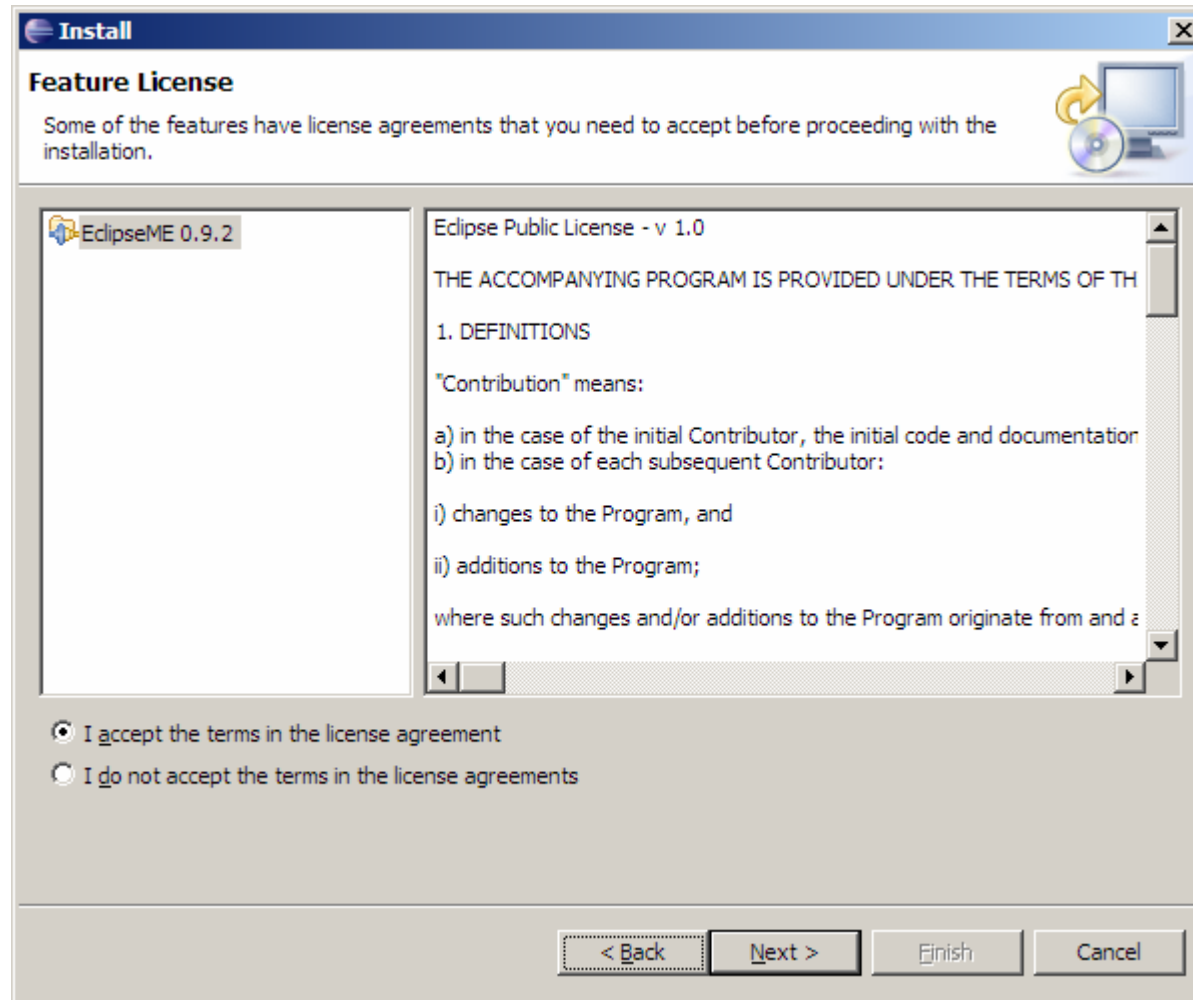 Install
Feature License
Some of the features have license agreements that you need to accept before proceeding with the
installation.
EclipseME 0.9.2
Eclipse Public License - v 1.0
THE ACCOMPANYING PROGRAM IS PROVIDED UNDER THE TERMS OF TH
1. DEFINITIONS
"Contribution" means:
a) in the case of the initial Contributor, the initial code and documentation
b) in the case of each subsequent Contributor:
i) changes to the Program, and
ii) additions to the Program;
where such changes and/or additions to the Program originate from and a
I accept the terms in the license agreement
I do not accept the terms in the license agreements
< Back Next > Finish Cancel